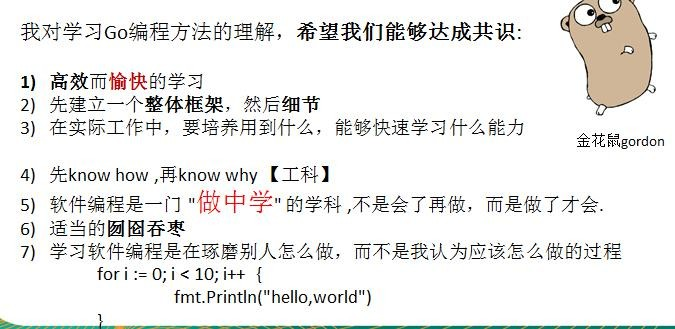 我对学习Go编程方法的理解，希望我们能够达成共识:
1) 高效而愉快的学习
2) 先建立一个整体框架，然后细节
3) 在实际工作中，要培养用到什么，能够快速学习什么能力
金花鼠gordon
4) 先know how ,再know why 【工科】
5) 软件编程是一门 "做中学" 的学科 ,不是会了再做，而是做了才会.
6) 适当的囫囵吞枣
7) 学习软件编程是在琢磨别人怎么做，而不是我认为应该怎么做的过程
for i := 0; i < 10; i++ {
fmt.Println("hello,world")
}